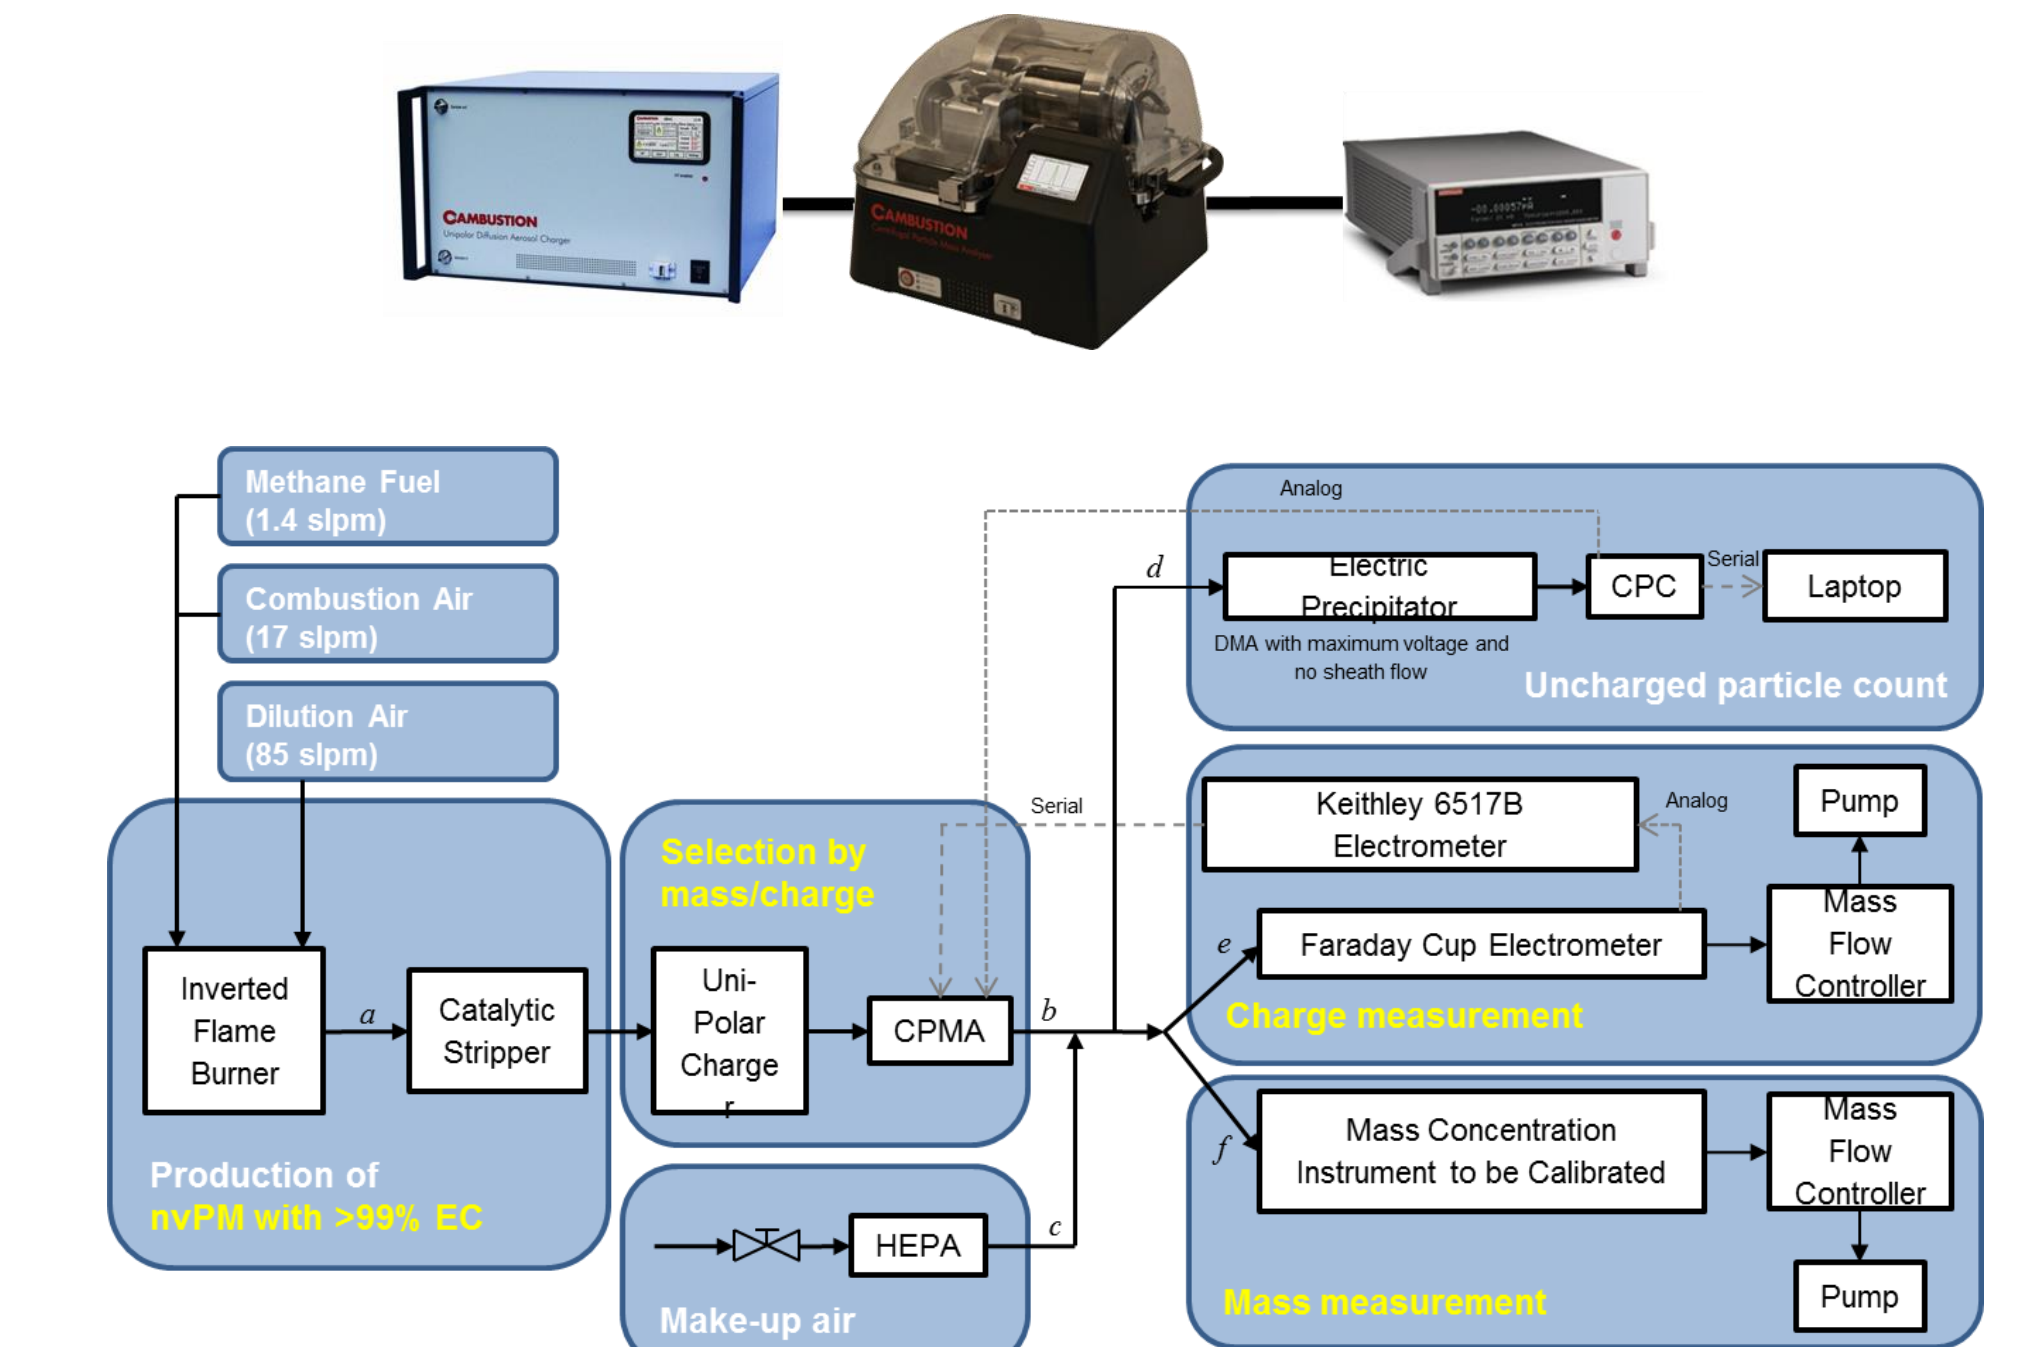 CAMBUSTION
Unipolar Diffusion Aerosol Charger
CAMBUSTION
Centrifugal Particle Mass Analyser
Methane Fuel
(1.4 slpm)
Combustion Air
(17 slpm)
Dilution Air
(85 slpm)
Inverted
Flame
Burner
a
Catalytic
Stripper
Production of
nvPM with >99% EC
Selection by
mass/charge
Uni-
Polar
Charge
r
CPMA
b
HEPA
c
Make-up air
Analog
d
Electric
Precipitator
CPC
Serial
Laptop
DMA with maximum voltage and
no sheath flow
Uncharged particle count
Serial
Keithley 6517B
Electrometer
Analog
Pump
e
Faraday Cup Electrometer
Mass
Flow
Controller
Charge measurement
f
Mass Concentration
Instrument to be Calibrated
Mass
Flow
Controller
Pump
Mass measurement